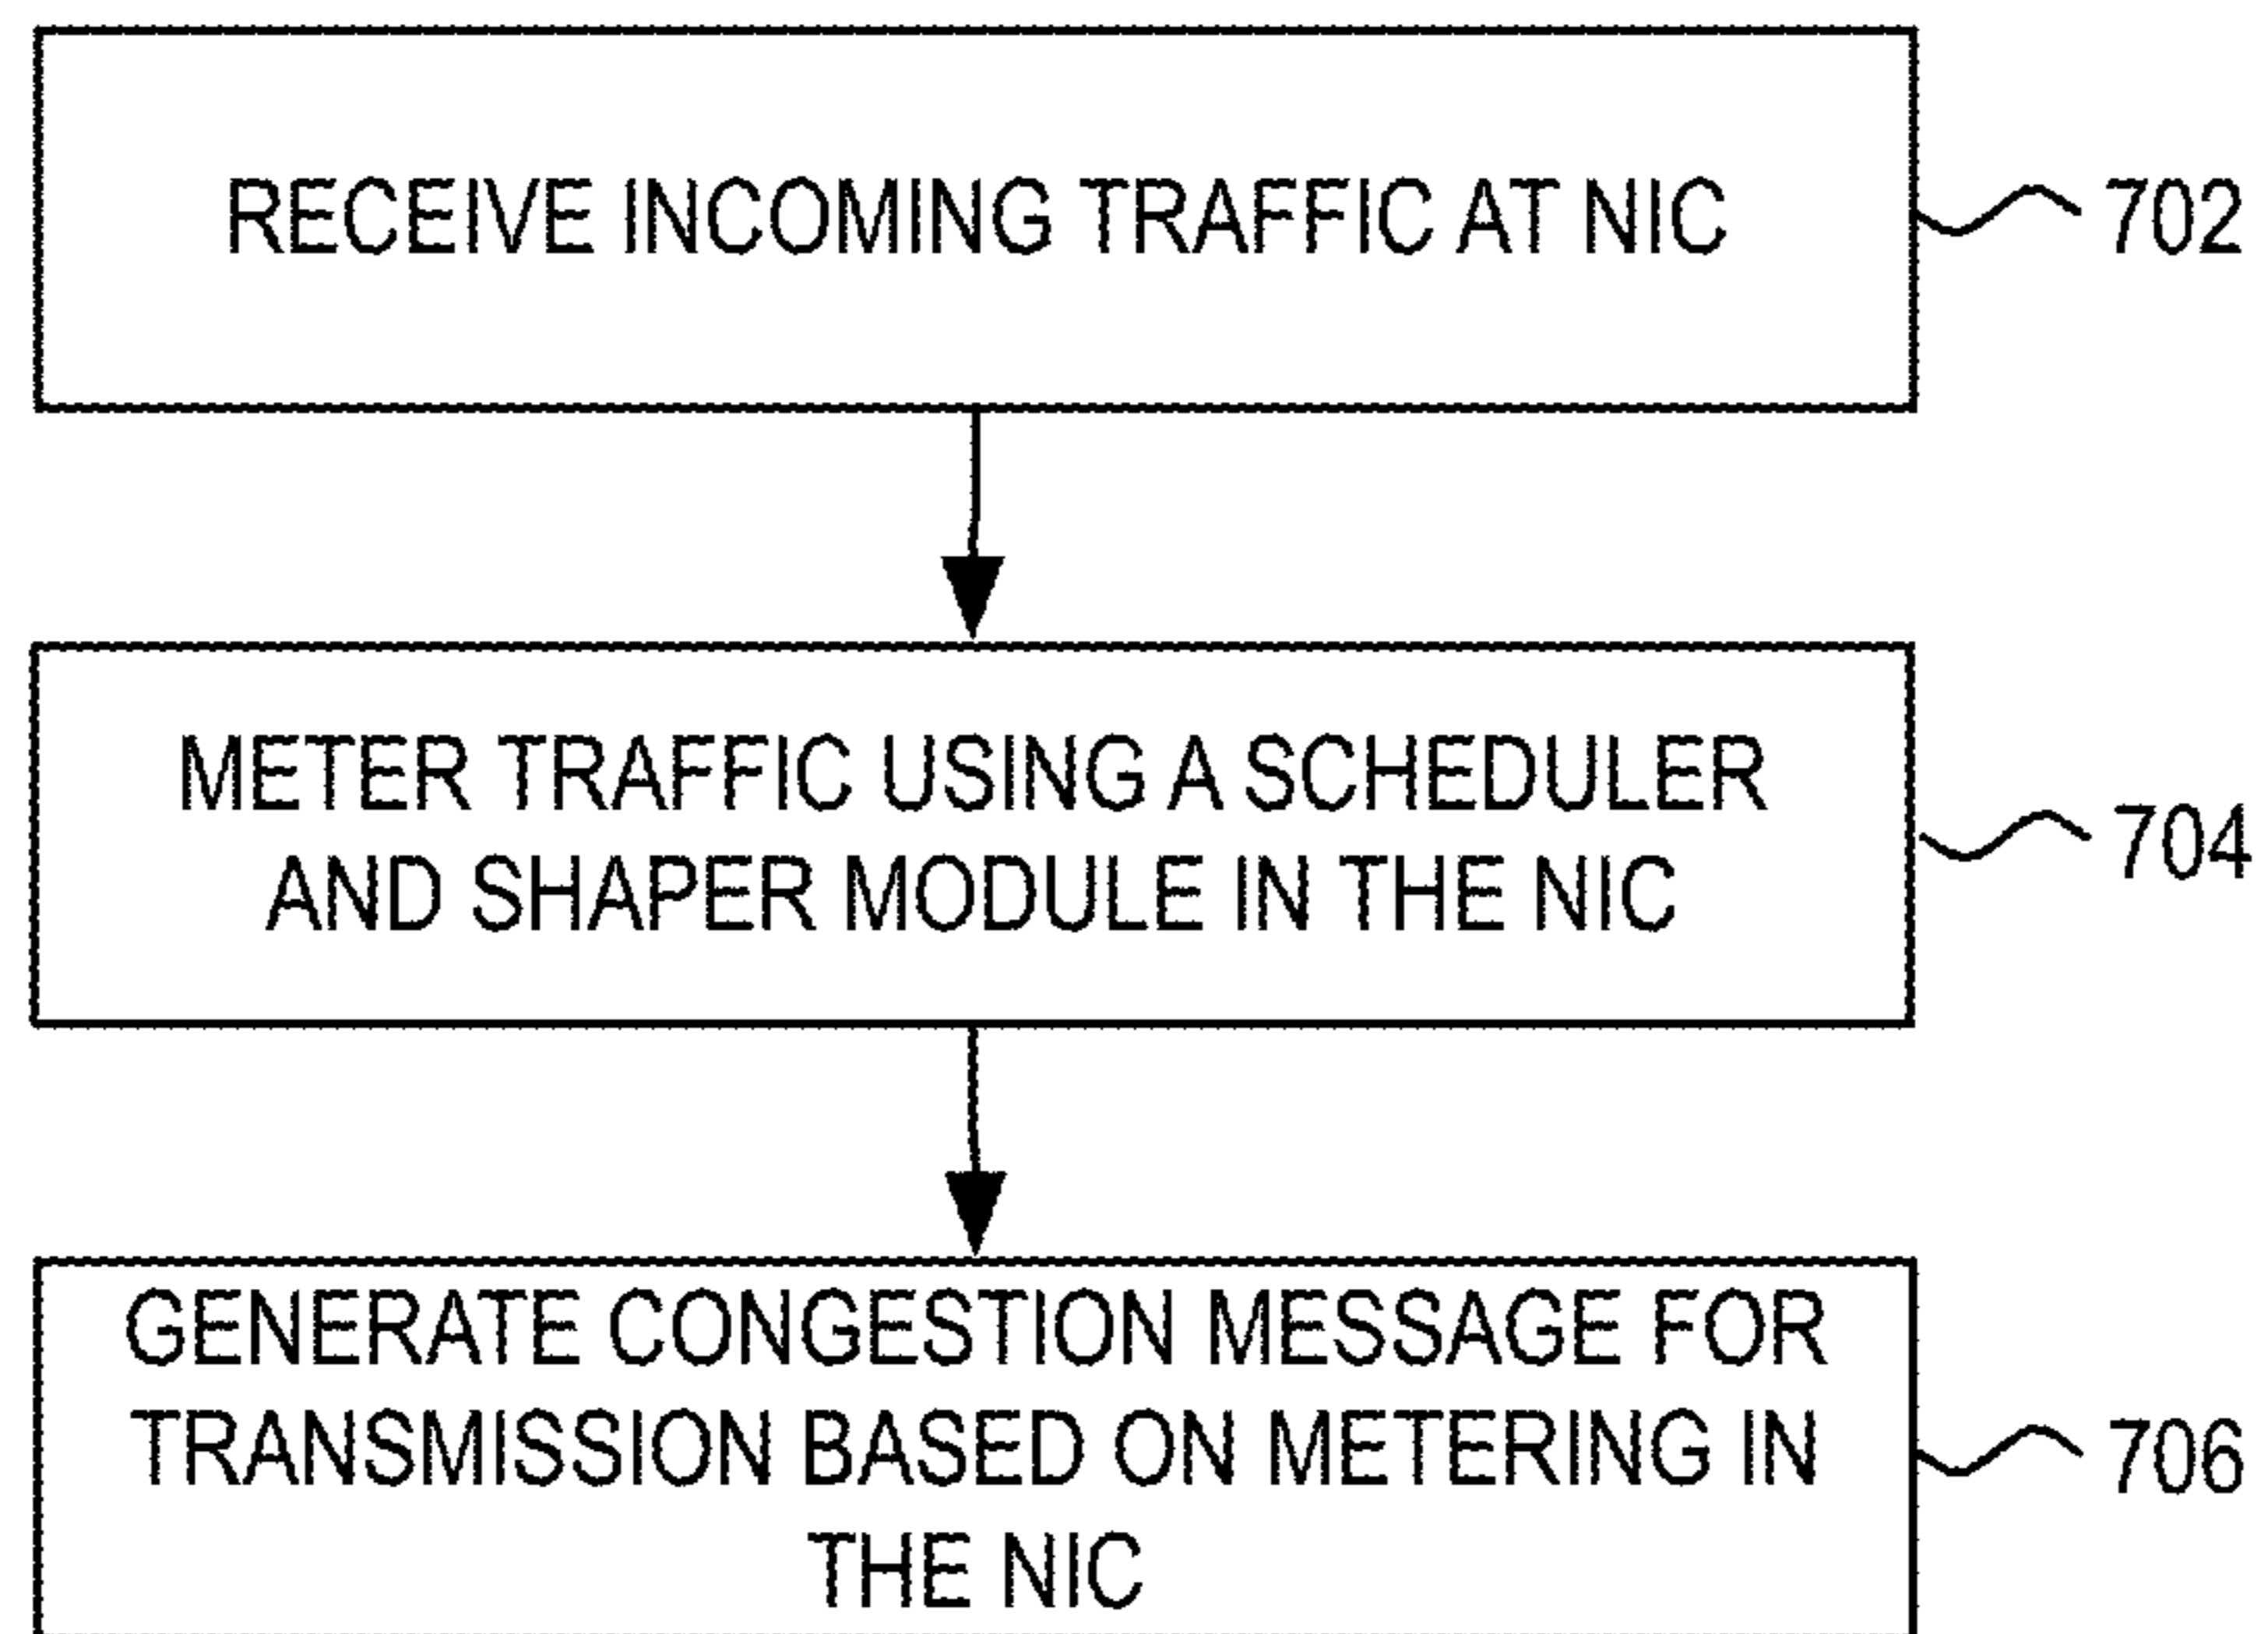 RECEIVE INCOMING TRAFFIC AT NIC
702
METER TRAFFIC USING A SCHEDULER
AND SHAPER MODULE IN THE NIC
704
GENERATE CONGESTION MESSAGE FOR
TRANSMISSION BASED ON METERING IN
THE NIC
706